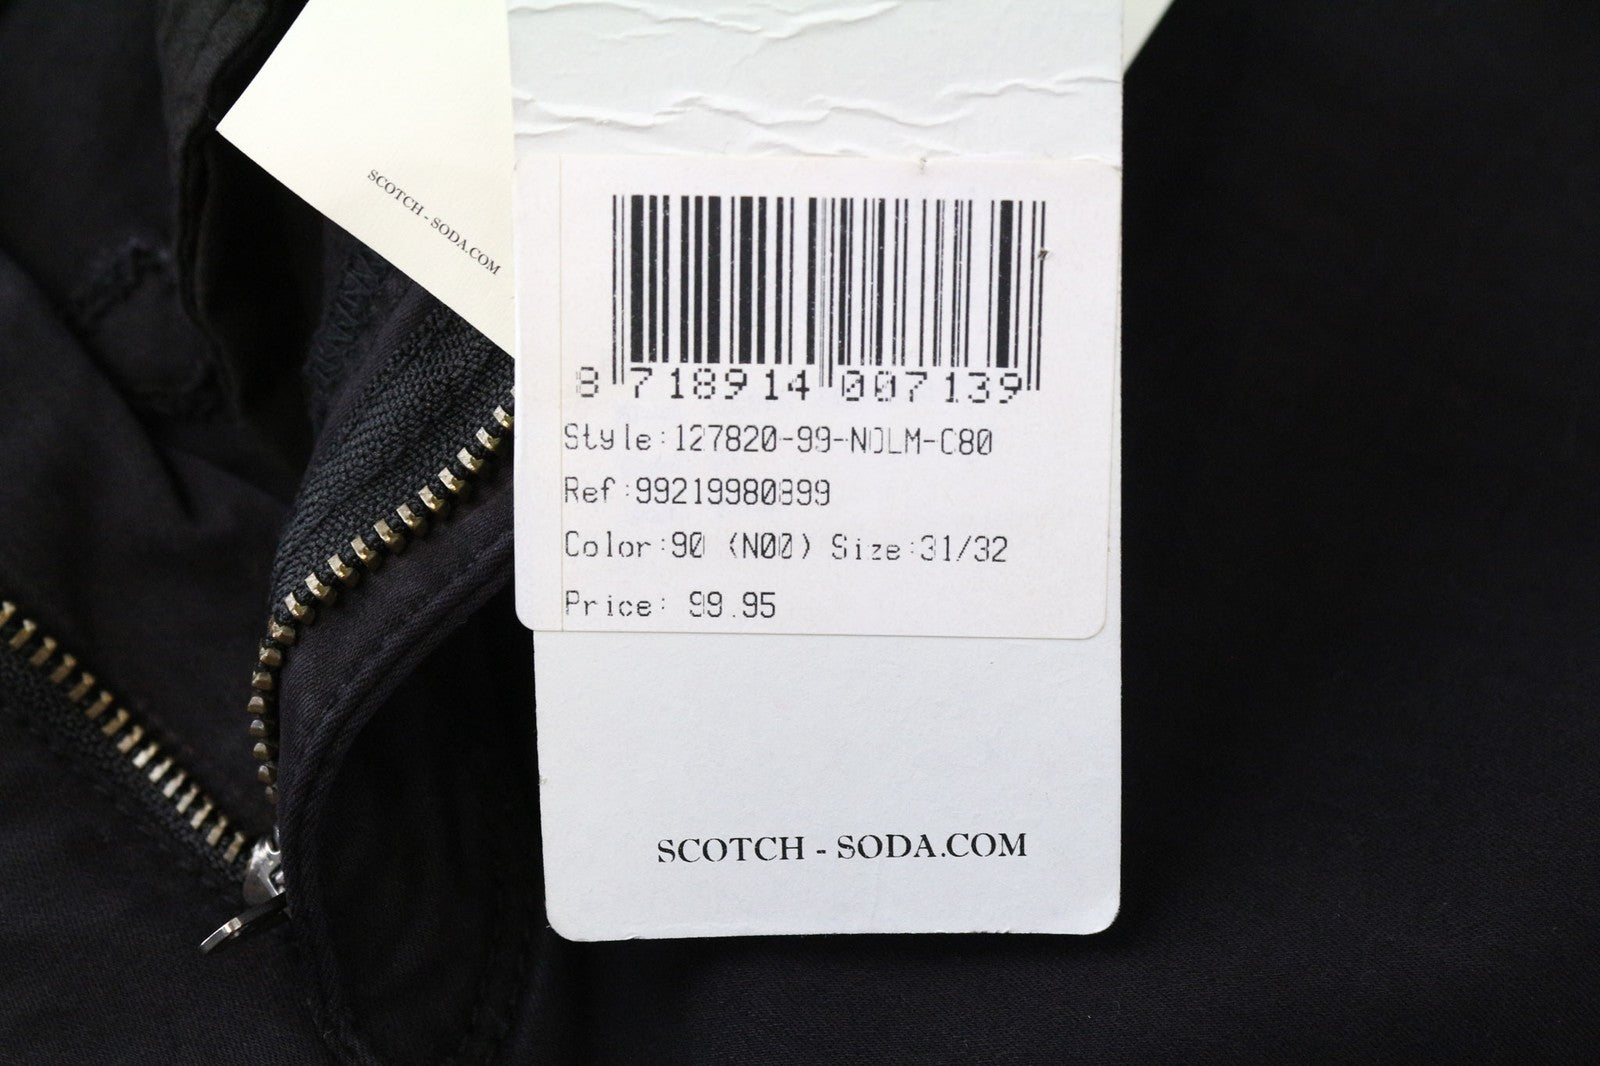 SCOTCH - SODA.COM
8 718914 007139
Style:127820-99-NOLM-C80
Ref:99219980899
Color:90 (N00) Size:31/32
Price: 99.95
SCOTCH - SODA.COM